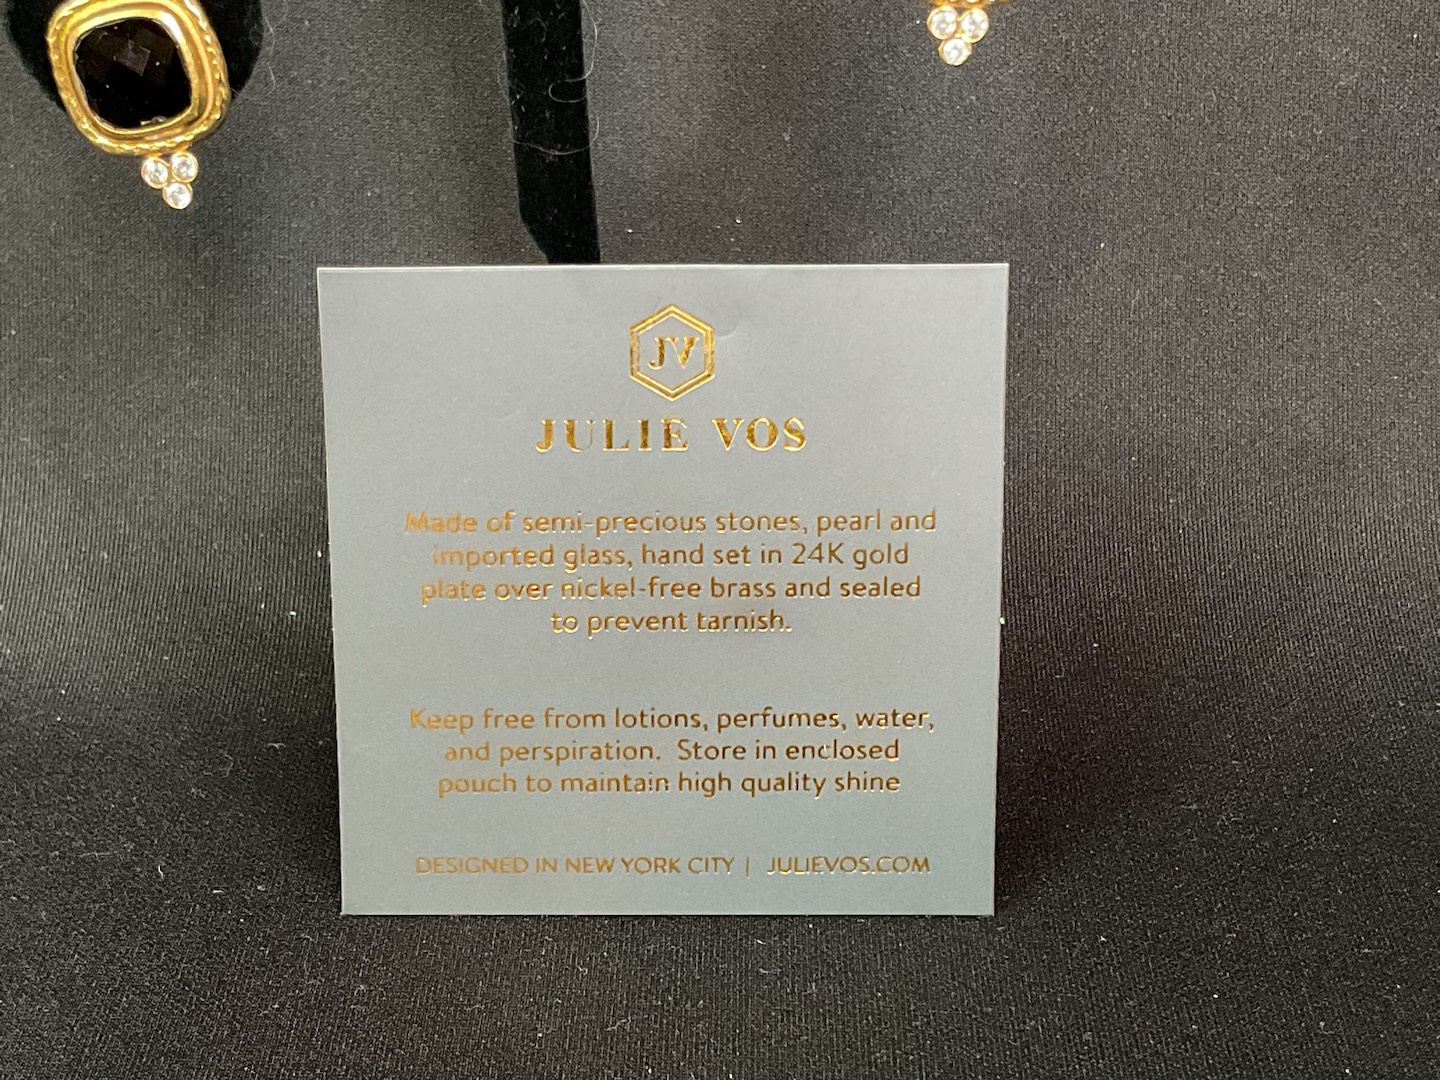 JV
JULIE VOS
Made of semi-precious stones, pearl and
imported glass, hand set in 24K gold
plate over nickel-free brass and sealed
to prevent tarnish.
Keep free from lotions, perfumes, water,
and perspiration. Store in enclosed
pouch to maintain high quality shine
DESIGNED IN NEW YORK CITY | JULIEVOS.COM